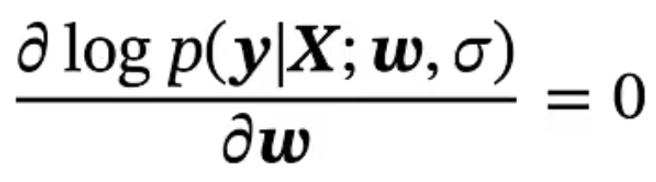 ∂ log p(y|X; w, σ)
∂w
= 0